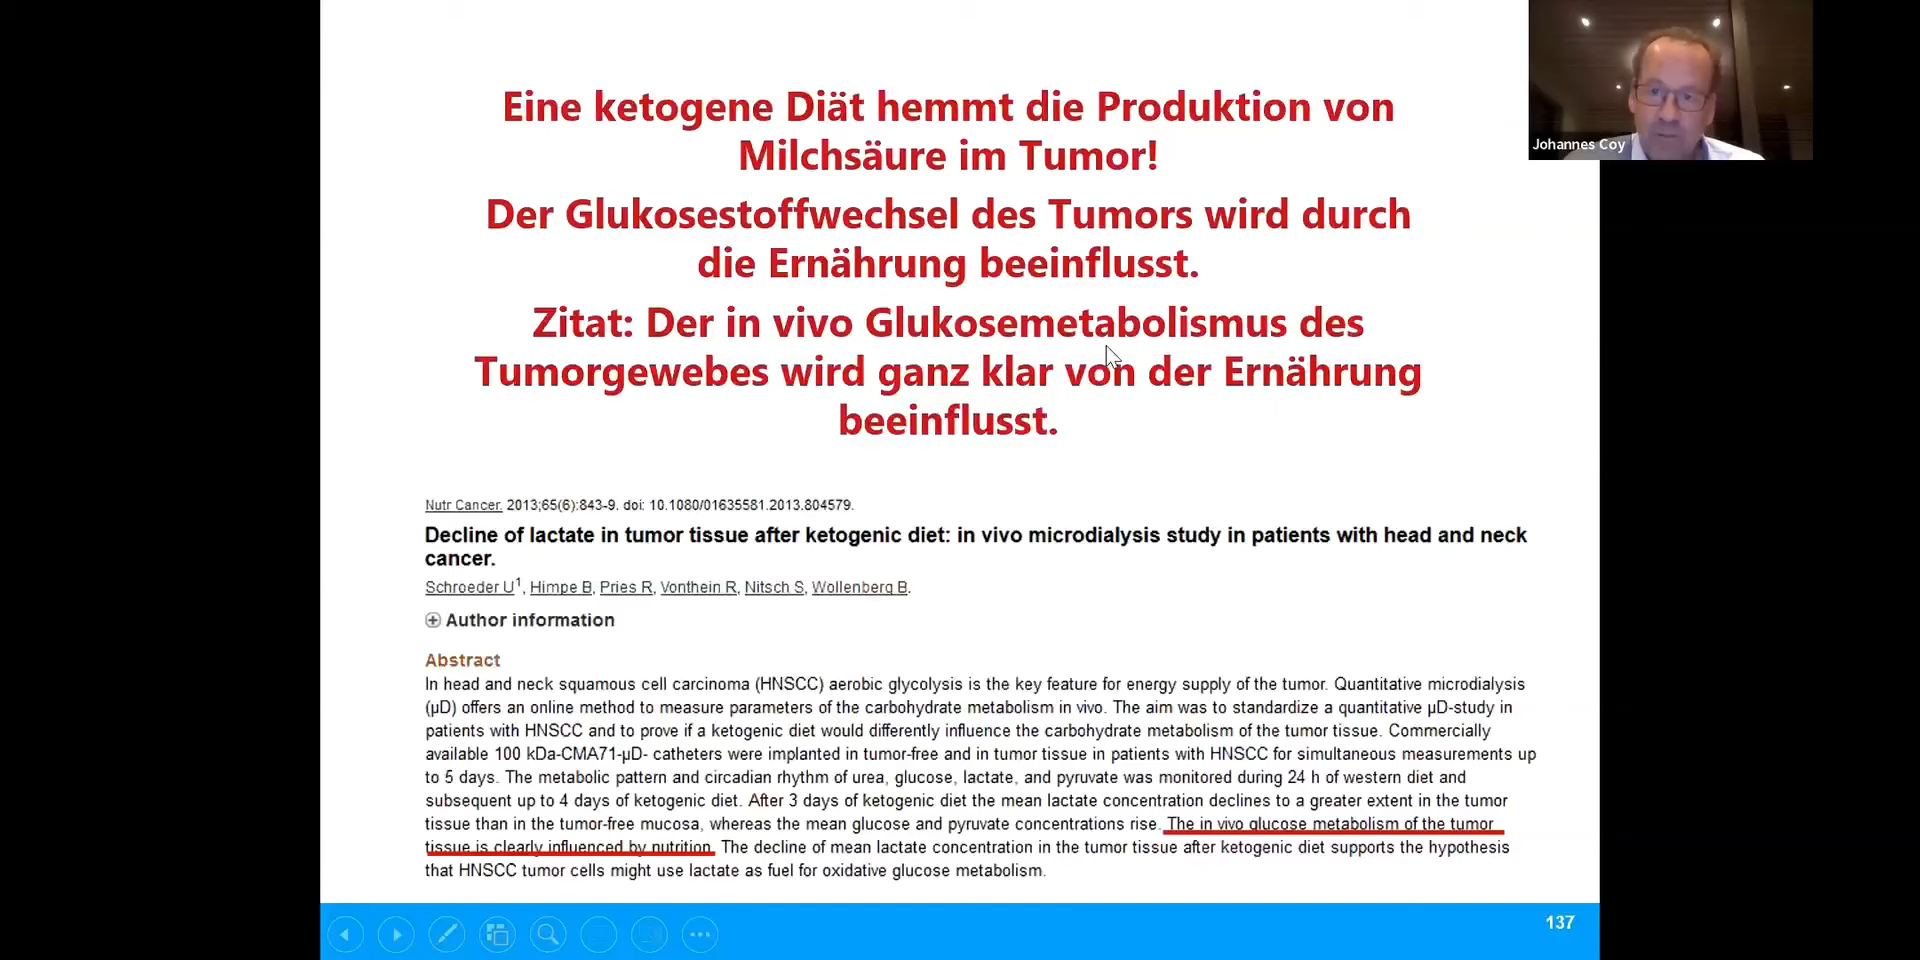 Eine ketogene Diät hemmt die Produktion von
Milchsäure im Tumor!
Der Glukosestoffwechsel des Tumors wird durch
die Ernährung beeinflusst.
Zitat: Der in vivo Glukosemetabolismus des
Tumorgewebes wird ganz klar von der Ernährung
beeinflusst.
Johannes Coy
Nutr Cancer. 2013;65(6):843-9. doi: 10.1080/01635581.2013.804579.
Decline of lactate in tumor tissue after ketogenic diet: in vivo microdialysis study in patients with head and neck
cancer.
Schroeder U1, Himpe B, Pries R, Vonthein R, Nitsch S, Wollenberg B.
Author information
Abstract
In head and neck squamous cell carcinoma (HNSCC) aerobic glycolysis is the key feature for energy supply of the tumor. Quantitative microdialysis
(µD) offers an online method to measure parameters of the carbohydrate metabolism in vivo. The aim was to standardize a quantitative µD-study in
patients with HNSCC and to prove if a ketogenic diet would differently influence the carbohydrate metabolism of the tumor tissue. Commercially
available 100 kDa-CMA71-µD- catheters were implanted in tumor-free and in tumor tissue in patients with HNSCC for simultaneous measurements up
to 5 days. The metabolic pattern and circadian rhythm of urea, glucose, lactate, and pyruvate was monitored during 24 h of western diet and
subsequent up to 4 days of ketogenic diet. After 3 days of ketogenic diet the mean lactate concentration declines to a greater extent in the tumor
tissue than in the tumor-free mucosa, whereas the mean glucose and pyruvate concentrations rise. The in vivo glucose metabolism of the tumor
tissue is clearly influenced by nutrition. The decline of mean lactate concentration in the tumor tissue after ketogenic diet supports the hypothesis
that HNSCC tumor cells might use lactate as fuel for oxidative glucose metabolism.
137